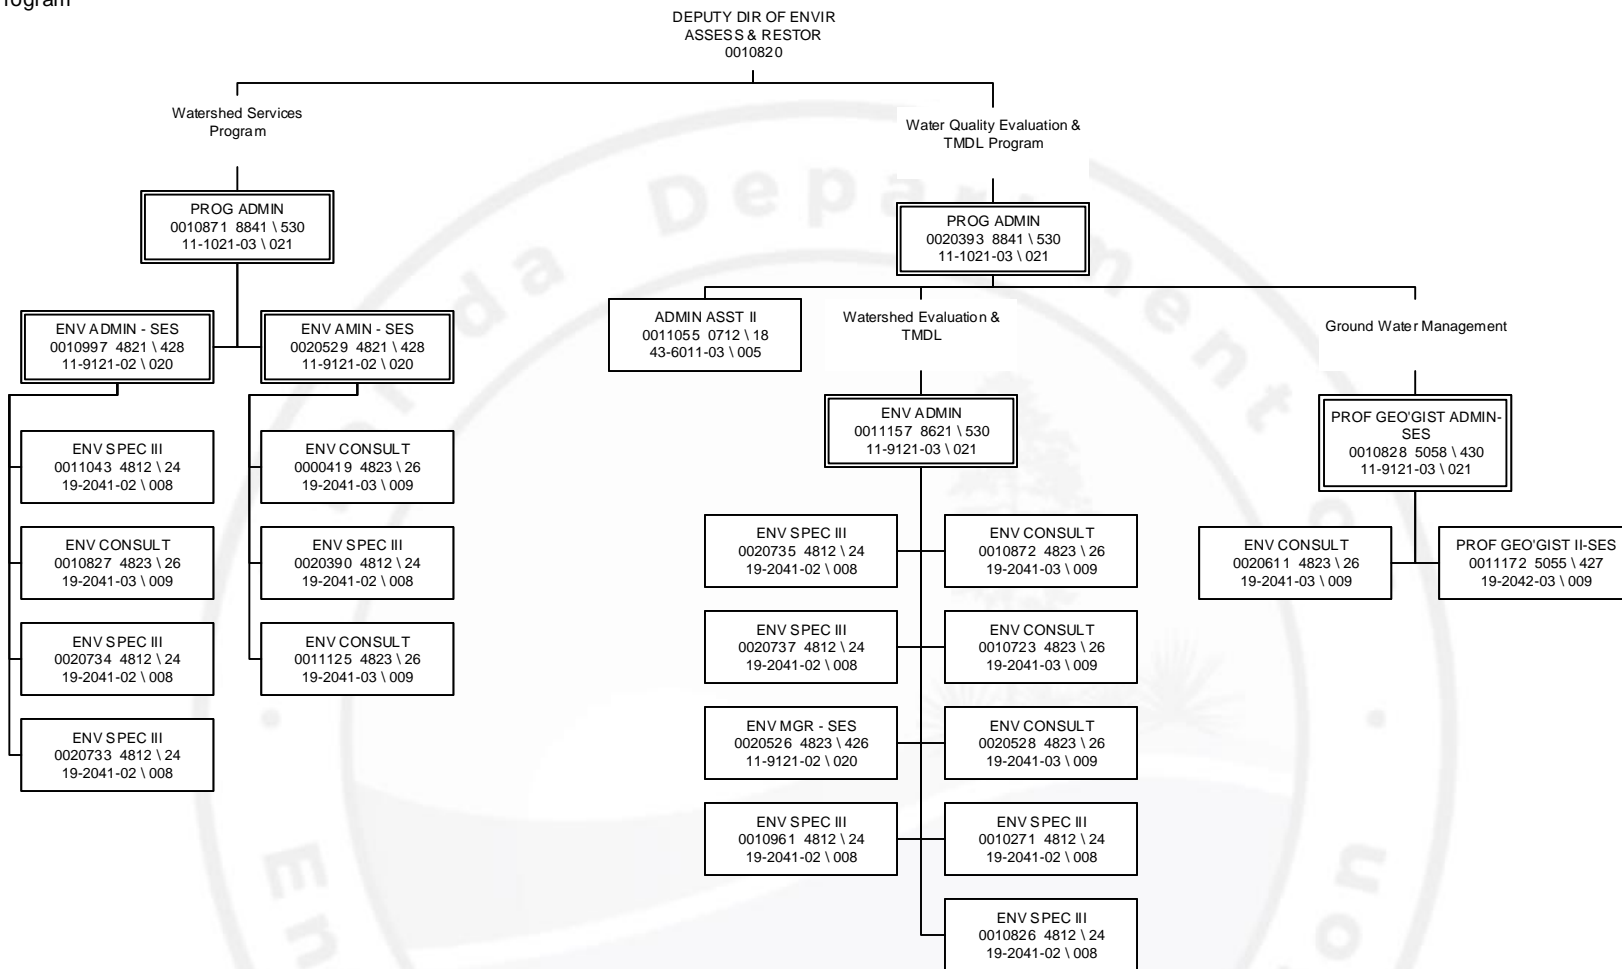 rogram
DEPUTY DIR OF ENVIR
ASSESS & RESTOR
0010820
Watershed Services
Program
Water Quality Evaluation &
TMDL Program
PROG ADMIN
0010871 8841 \ 530
11-1021-03 \ 021
PROG ADMIN
0020393 8841 \ 530
11-1021-03 \ 021
ENV ADMIN - SES
0010997 4821 \ 428
11-9121-02 \ 020
ENV AMIN - SES
0020529 4821 \ 428
11-9121-02 \ 020
ADMIN ASST II
0011055 0712 \ 18
43-6011-03 \ 005
Watershed Evaluation &
TMDL
Ground Water Management
ENV ADMIN
0011157 8621 \ 530
11-9121-03 \ 021
PROF GEO'GIST ADMIN-
SES
0010828 5058 \ 430
11-9121-03 \ 021
ENV SPEC III
0011043 4812 \ 24
19-2041-02 \ 008
ENV CONSULT
0000419 4823 \ 26
19-2041-03 \ 009
ENV CONSULT
0010827 4823 \ 26
19-2041-03 \ 009
ENV SPEC III
0020390 4812 \ 24
19-2041-02 \ 008
ENV SPEC III
0020734 4812 \ 24
19-2041-02 \ 008
ENV CONSULT
0011125 4823 \ 26
19-2041-03 \ 009
ENV SPEC III
0020733 4812 \ 24
19-2041-02 \ 008
ENV SPEC III
0020735 4812 \ 24
19-2041-02 \ 008
ENV CONSULT
0010872 4823 \ 26
19-2041-03 \ 009
ENV SPEC III
0020737 4812 \ 24
19-2041-02 \ 008
ENV CONSULT
0010723 4823 \ 26
19-2041-03 \ 009
ENV MGR - SES
0020526 4823 \ 426
11-9121-02 \ 020
ENV CONSULT
0020528 4823 \ 26
19-2041-03 \ 009
ENV SPEC III
0010961 4812 \ 24
19-2041-02 \ 008
ENV SPEC III
0010271 4812 \ 24
19-2041-02 \ 008
ENV SPEC III
0010826 4812 \ 24
19-2041-02 \ 008
ENV CONSULT
0020611 4823 \ 26
19-2041-03 \ 009
PROF GEO'GIST II-SES
0011172 5055 \ 427
19-2042-03 \ 009